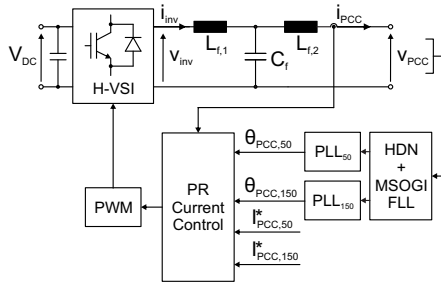 i_inv
i_PCC
V_DC
H-VSI
v_inv
L_f,1
C_f
L_f,2
v_PCC
PWM
PR
Current
Control
θ_PCC,50
θ_PCC,150
I*_PCC,50
I*_PCC,150
PLL_50
PLL_150
HDN
+
MSOGI
FLL